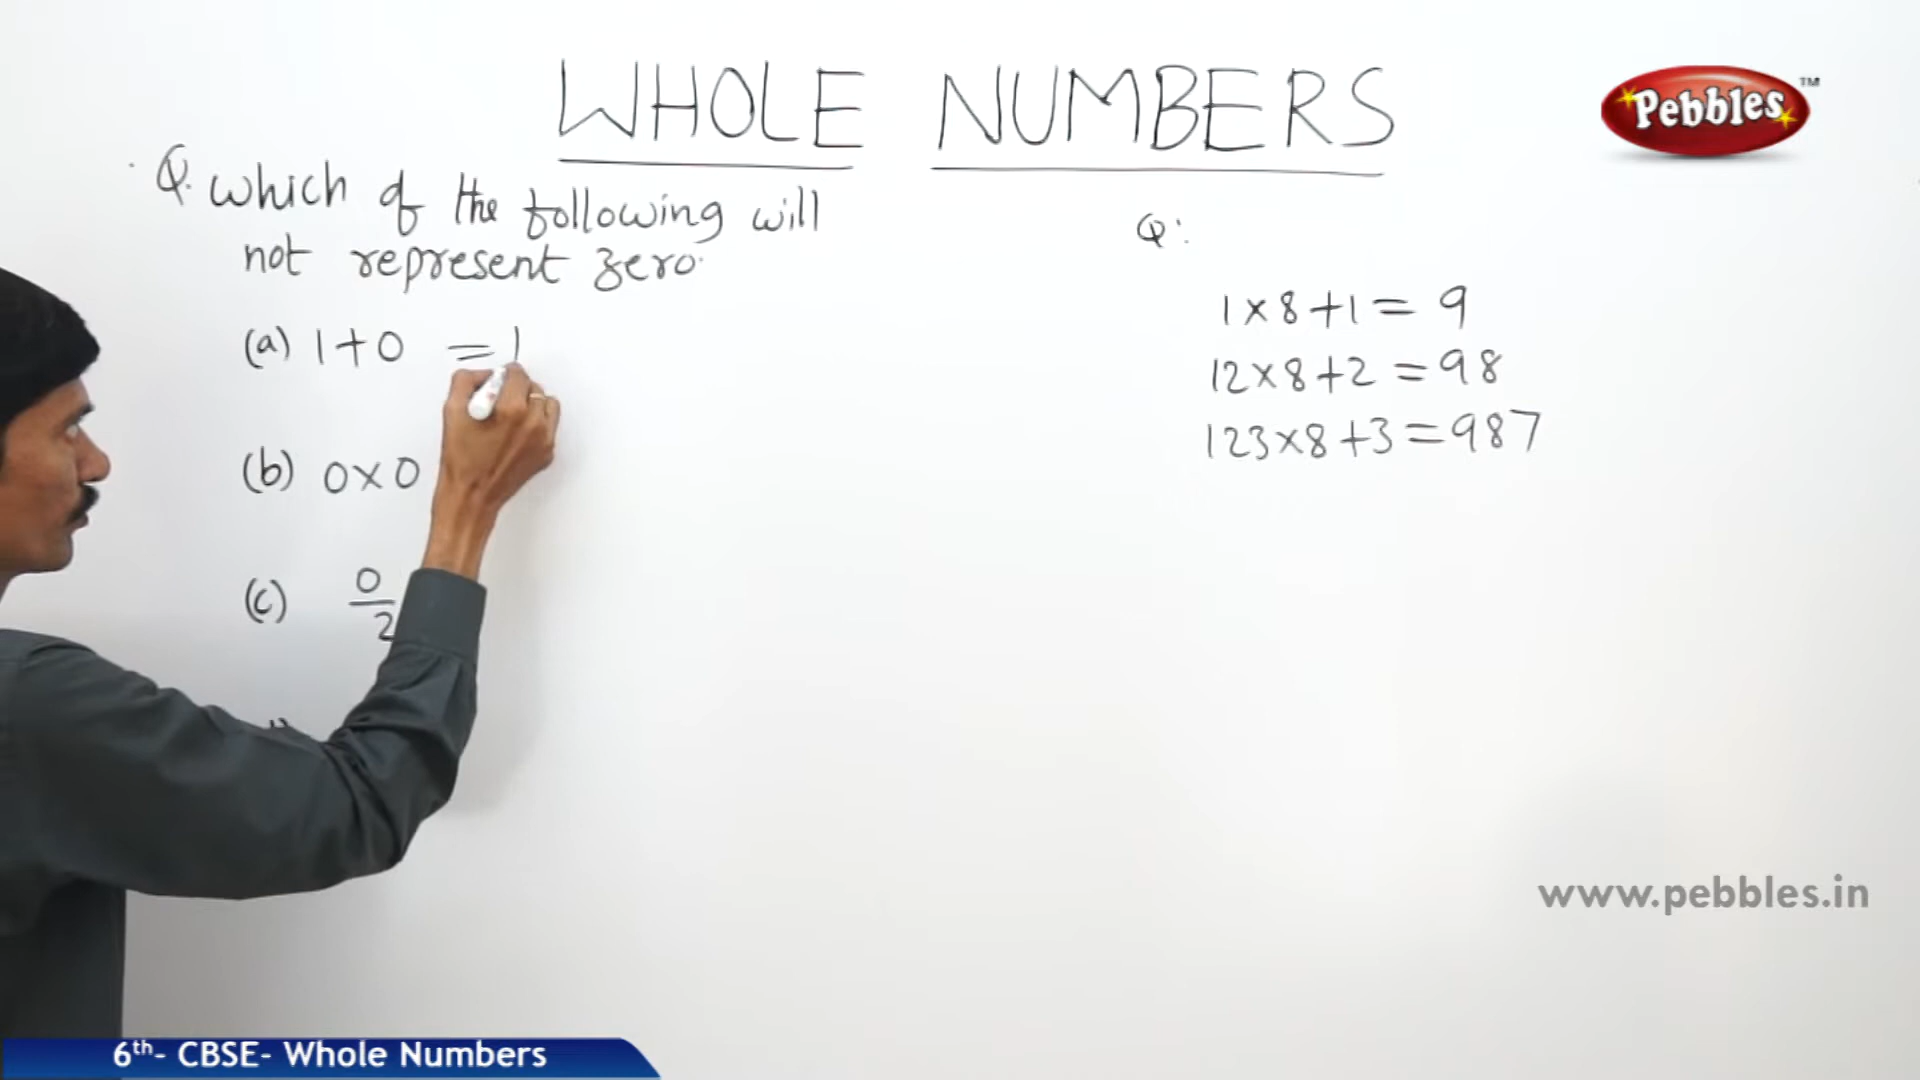 WHOLE NUMBERS
Pebbles™
Q. Which of the following will
not represent zero.
(a) 1+0 = 1
(b) 0×0
(c) 0/2
Q:
1×8+1 = 9
12×8+2 = 98
123×8+3 = 987
www.pebbles.in
6th- CBSE- Whole Numbers